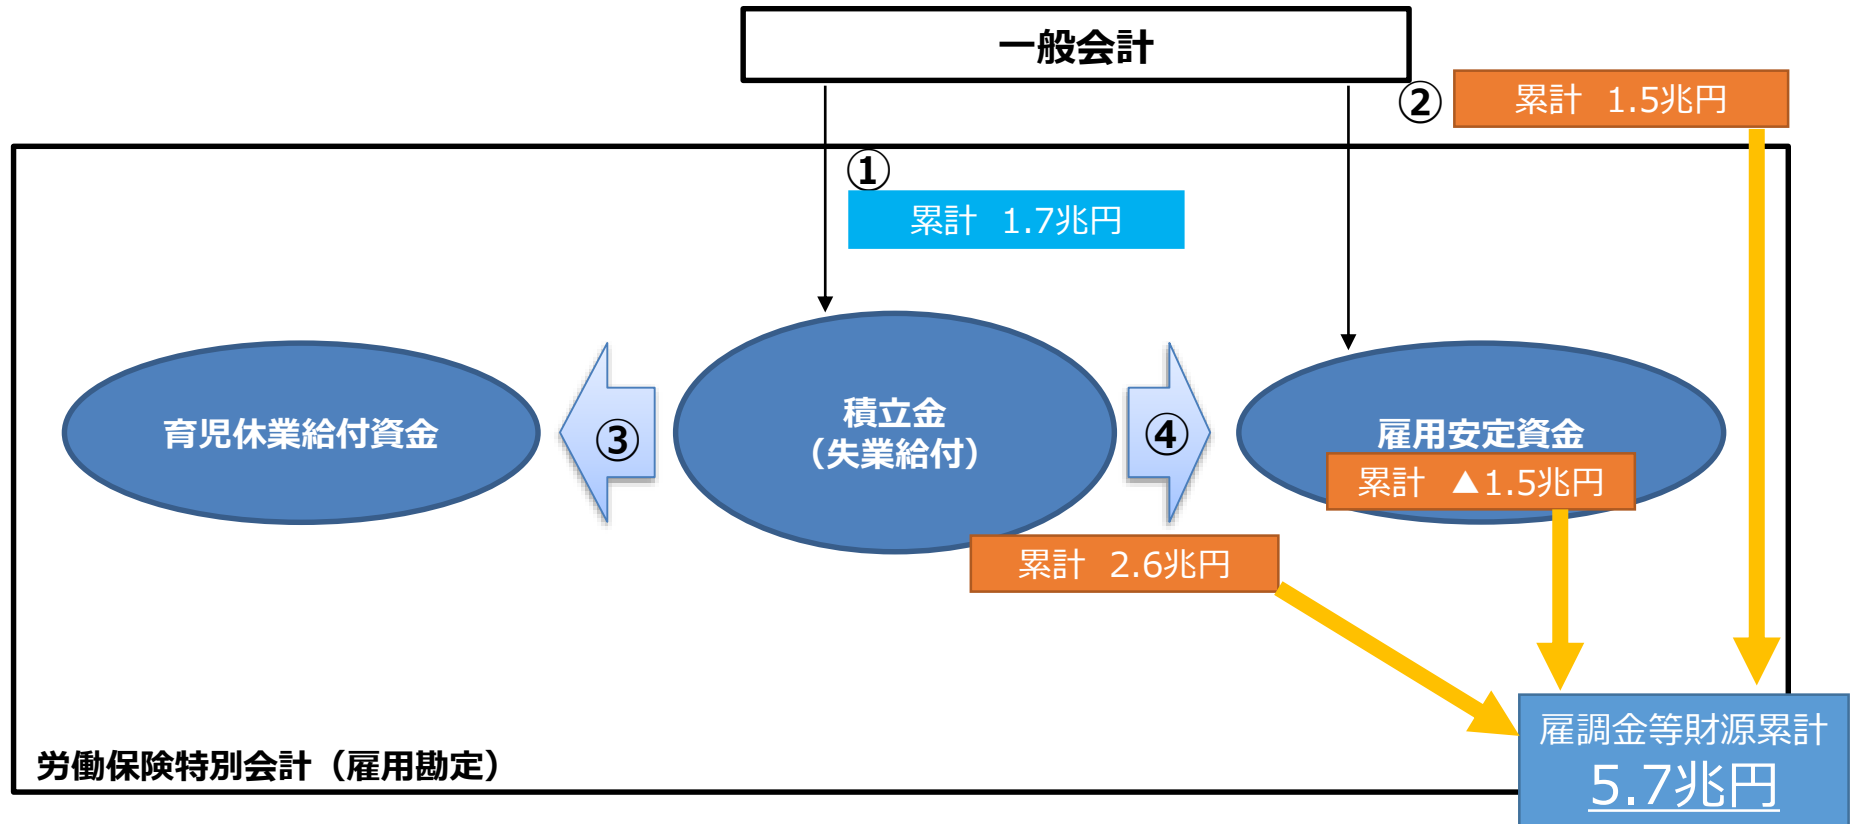 一般会計
②
累計 1.5兆円
①
累計 1.7兆円
育児休業給付資金
③
積立金
（失業給付）
④
雇用安定資金
累計 ▲1.5兆円
累計 2.6兆円
雇調金等財源累計
5.7兆円
労働保険特別会計（雇用勘定）